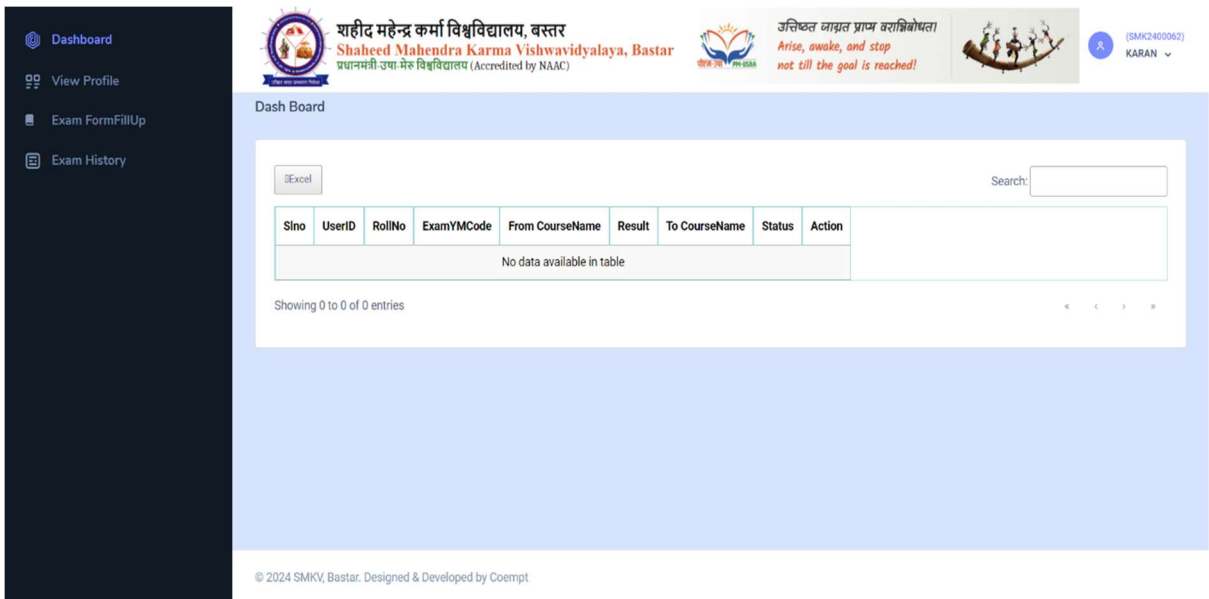 Dashboard
View Profile
Exam FormFillUp
Exam History
शहीद महेन्द्र कर्मा विश्वविद्यालय, बस्तर
Shaheed Mahendra Karma Vishwavidyalaya, Bastar
प्रधानमंत्री-उषा-मेरु विश्वविद्यालय (Accredited by NAAC)
PM-USHA
उत्तिष्ठत जाग्रत प्राप्य वरान्निबोधत।
Arise, awake, and stop
not till the goal is reached!
(SMK2400062)
KARAN
Dash Board
Excel
Search:
Slno UserID RollNo ExamYMCode From CourseName Result To CourseName Status Action
No data available in table
Showing 0 to 0 of 0 entries
« ‹ › »
© 2024 SMKV, Bastar. Designed & Developed by Coempt